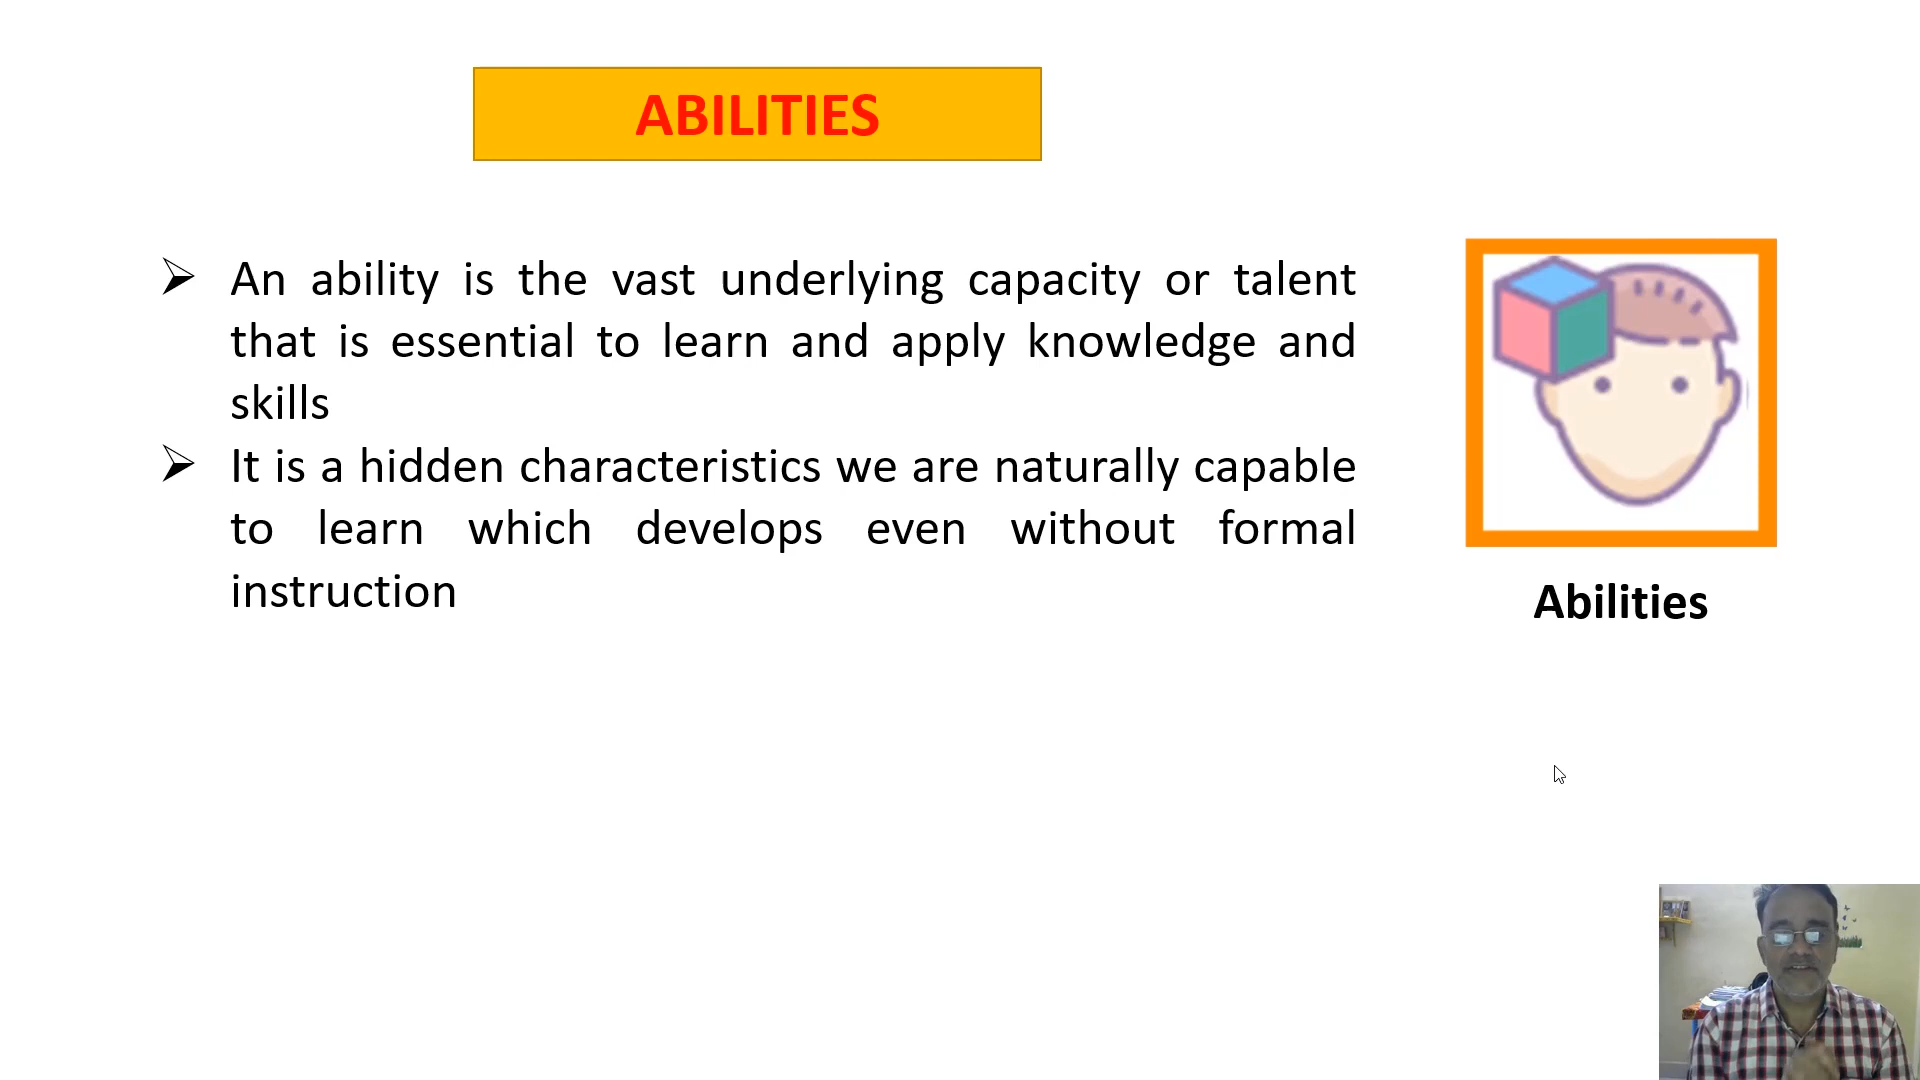 ABILITIES
An ability is the vast underlying capacity or talent
that is essential to learn and apply knowledge and
skills
It is a hidden characteristics we are naturally capable
to learn which develops even without formal
instruction
Abilities